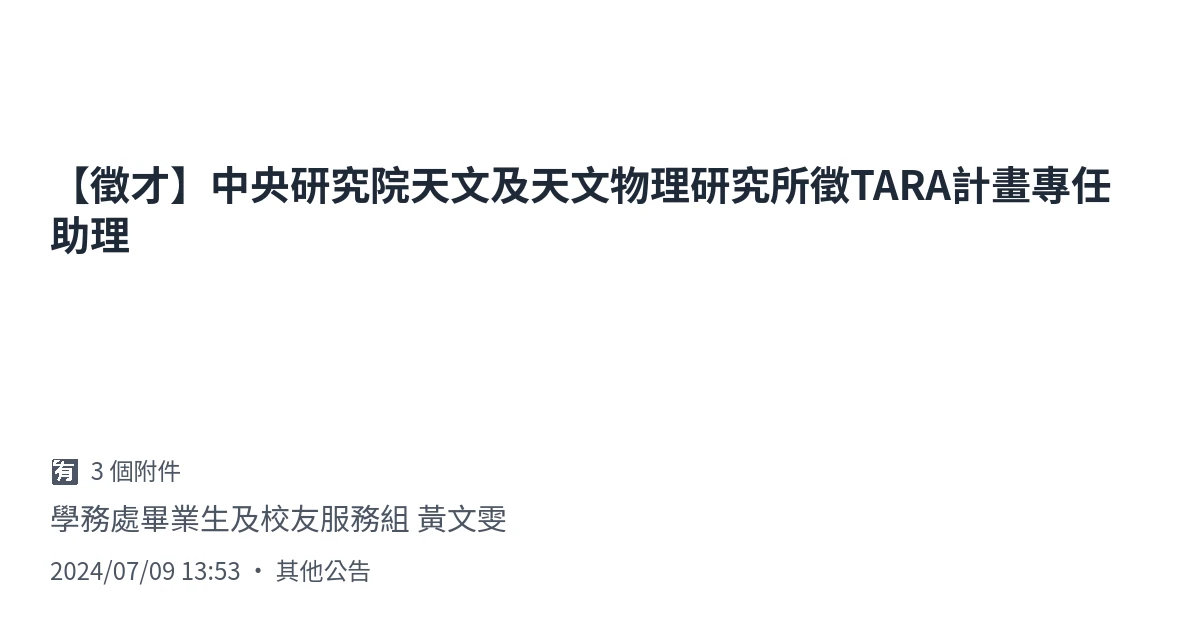 【徵才】中央研究院天文及天文物理研究所徵TARA計畫專任
助理
有 3 個附件
學務處畢業生及校友服務組 黃文雯
2024/07/09 13:53 • 其他公告